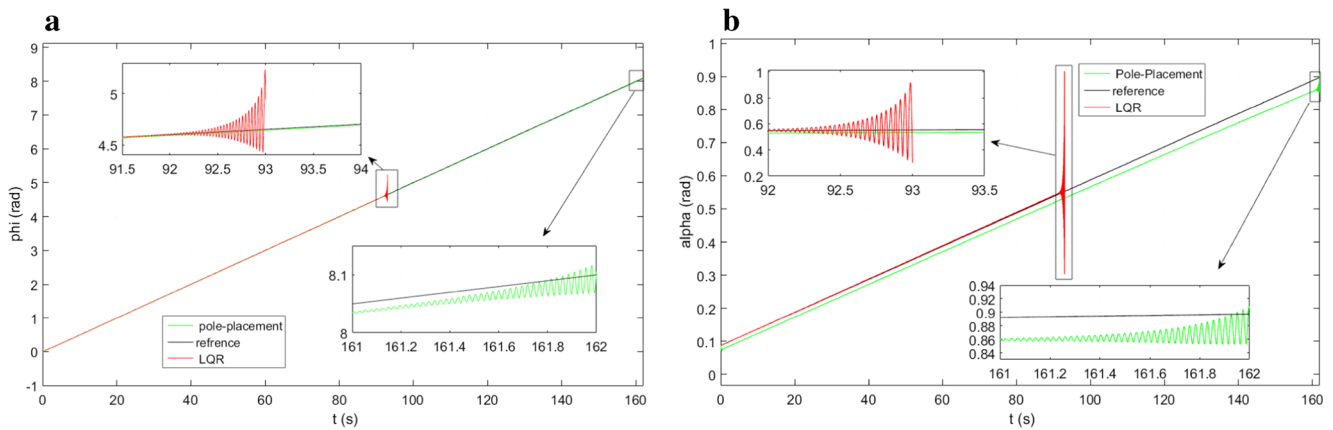 a
9
8
7
6
5
4
3
2
1
0
-1
phi (rad)
5
4.5
91.5 92 92.5 93 93.5 94
8.1
8
161 161.2 161.4 161.6 161.8 162
pole-placement
refrence
LQR
0 20 40 60 80 100 120 140 160
t (s)
b
1
0.9
0.8
0.7
0.6
0.5
0.4
0.3
0.2
0.1
0
alpha (rad)
1
0.8
0.6
0.4
0.2
92 92.5 93 93.5
Pole-Placement
reference
LQR
0.94
0.92
0.9
0.88
0.86
0.84
161 161.2 161.4 161.6 161.8 162
0 20 40 60 80 100 120 140 160
t (s)